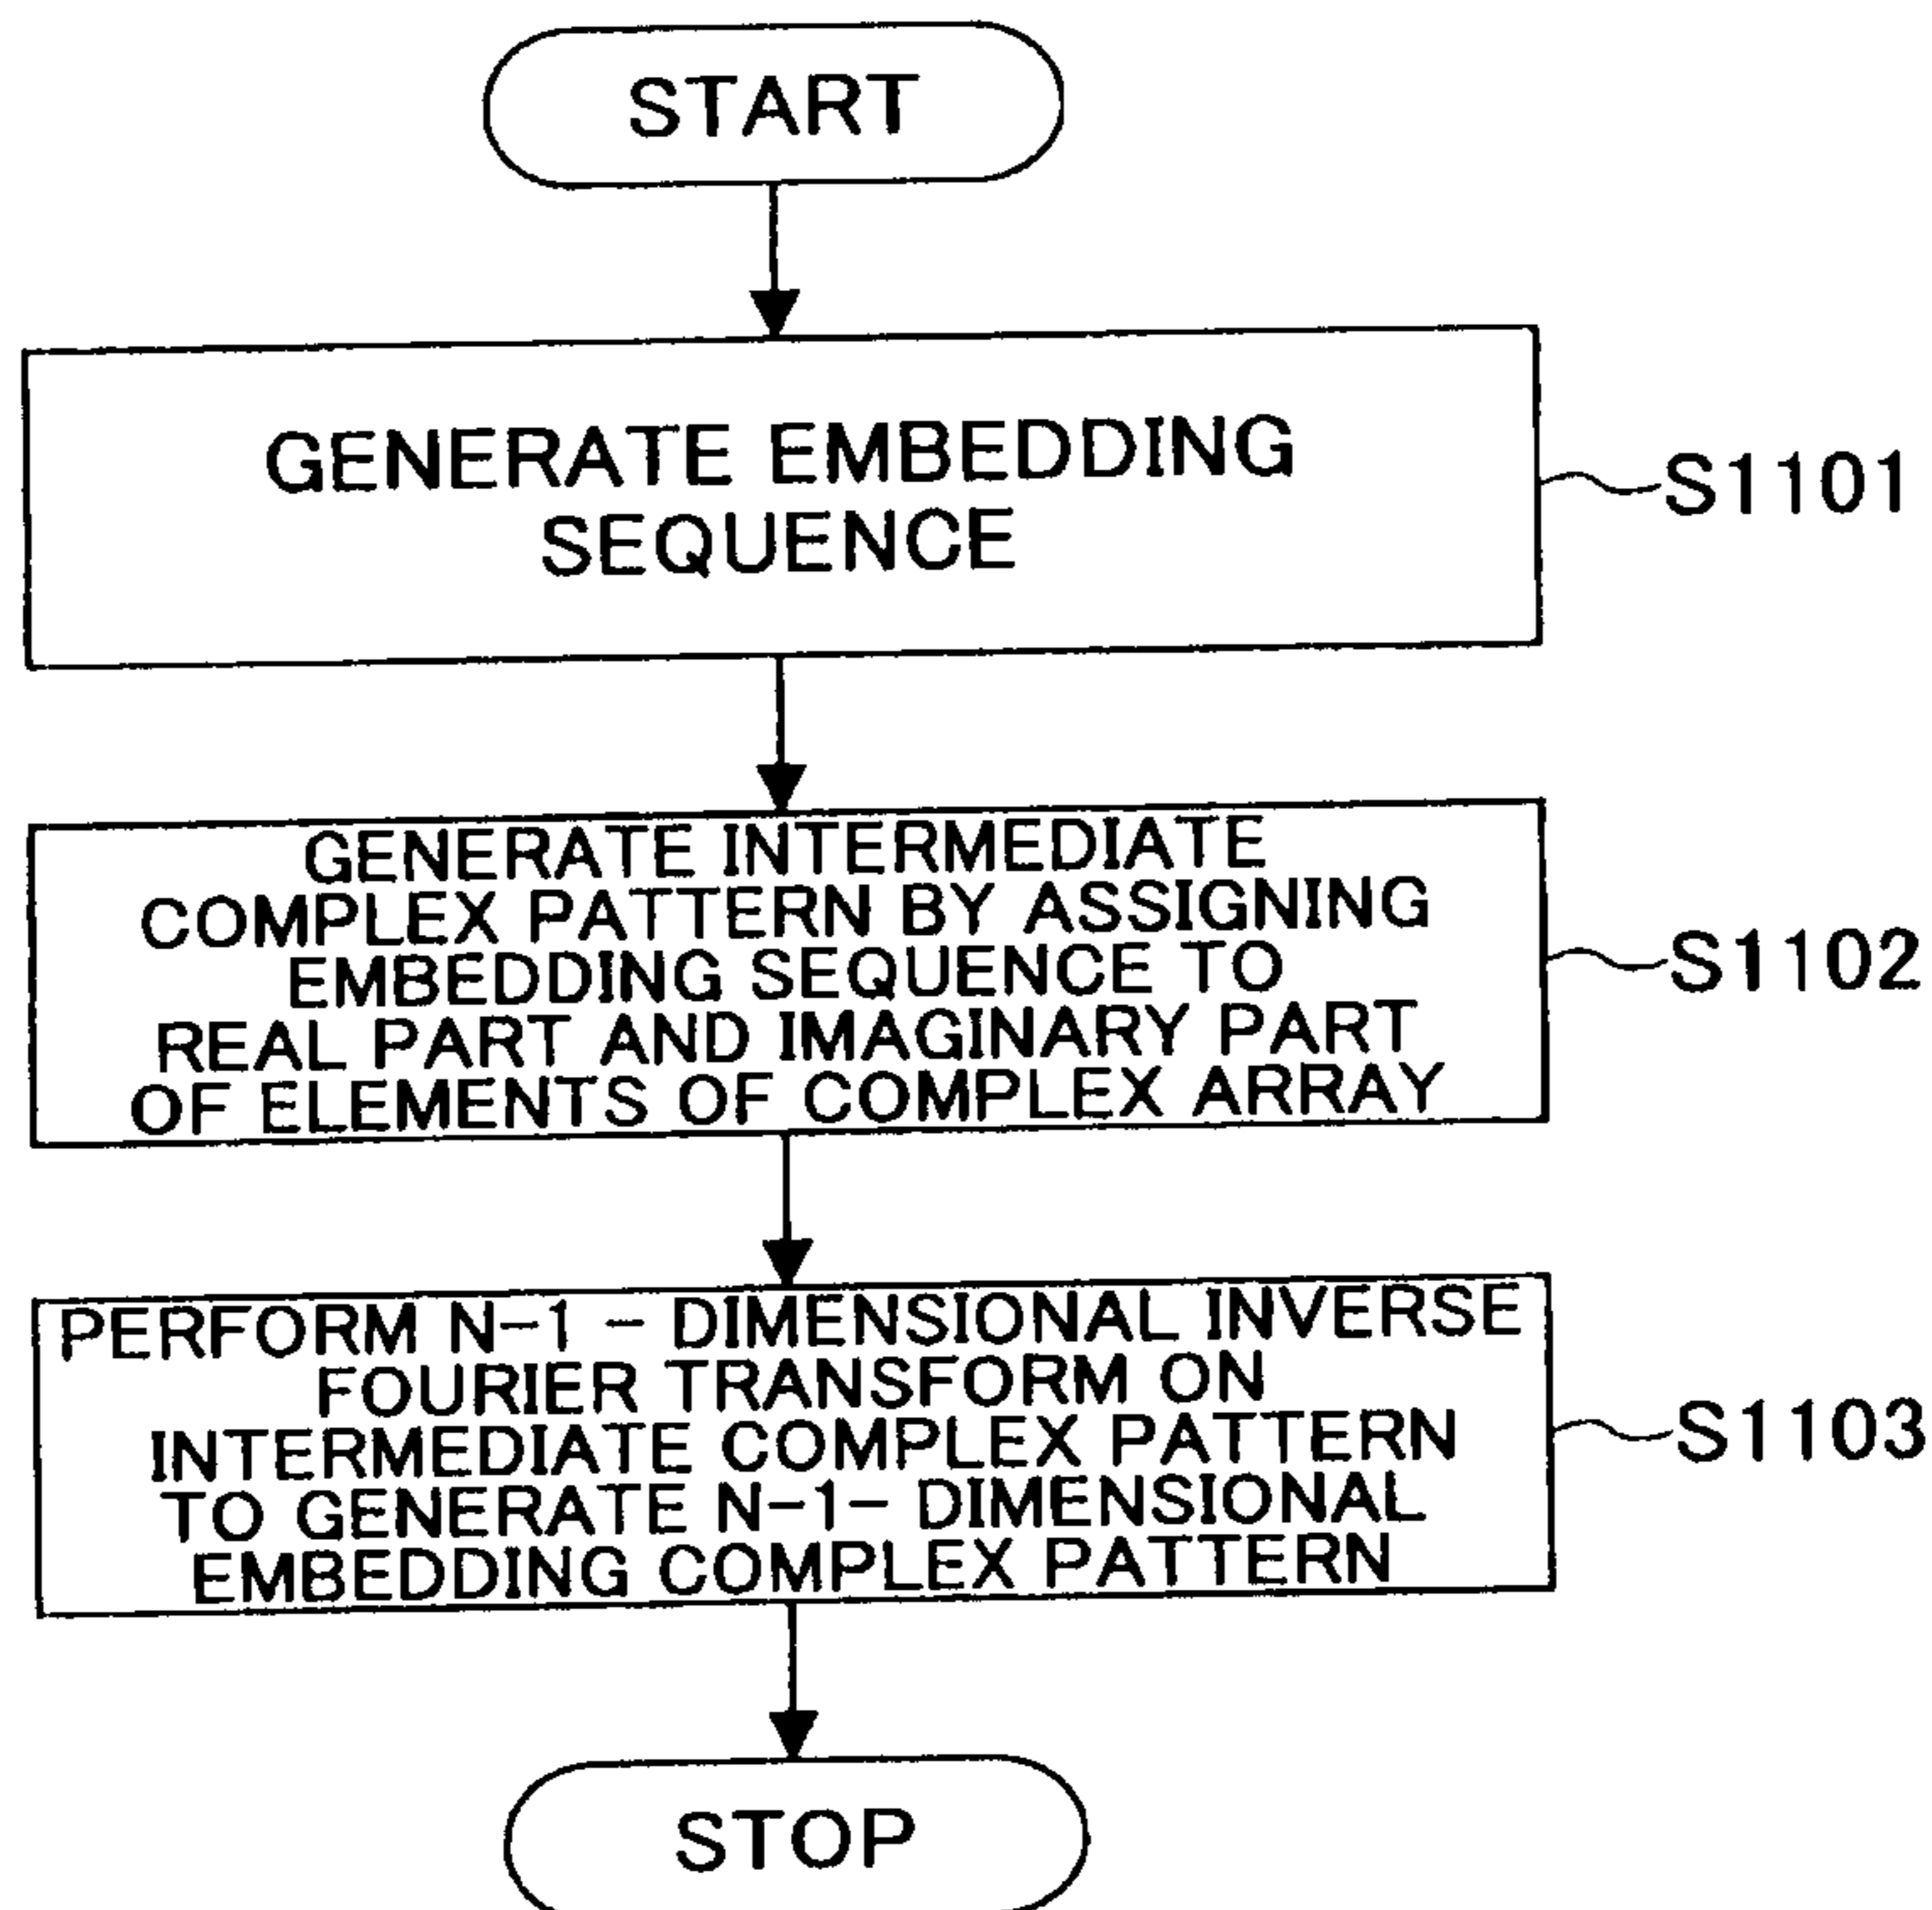 START
GENERATE EMBEDDING
SEQUENCE
S1101
GENERATE INTERMEDIATE
COMPLEX PATTERN BY ASSIGNING
EMBEDDING SEQUENCE TO
REAL PART AND IMAGINARY PART
OF ELEMENTS OF COMPLEX ARRAY
S1102
PERFORM N-1 - DIMENSIONAL INVERSE
FOURIER TRANSFORM ON
INTERMEDIATE COMPLEX PATTERN
TO GENERATE N-1- DIMENSIONAL
EMBEDDING COMPLEX PATTERN
S1103
STOP